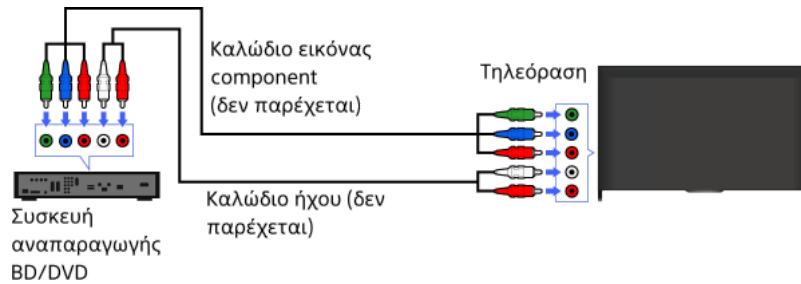 Καλώδιο εικόνας
component
(δεν παρέχεται)
Τηλεόραση
Καλώδιο ήχου (δεν
παρέχεται)
Συσκευή
αναπαραγωγής
BD/DVD